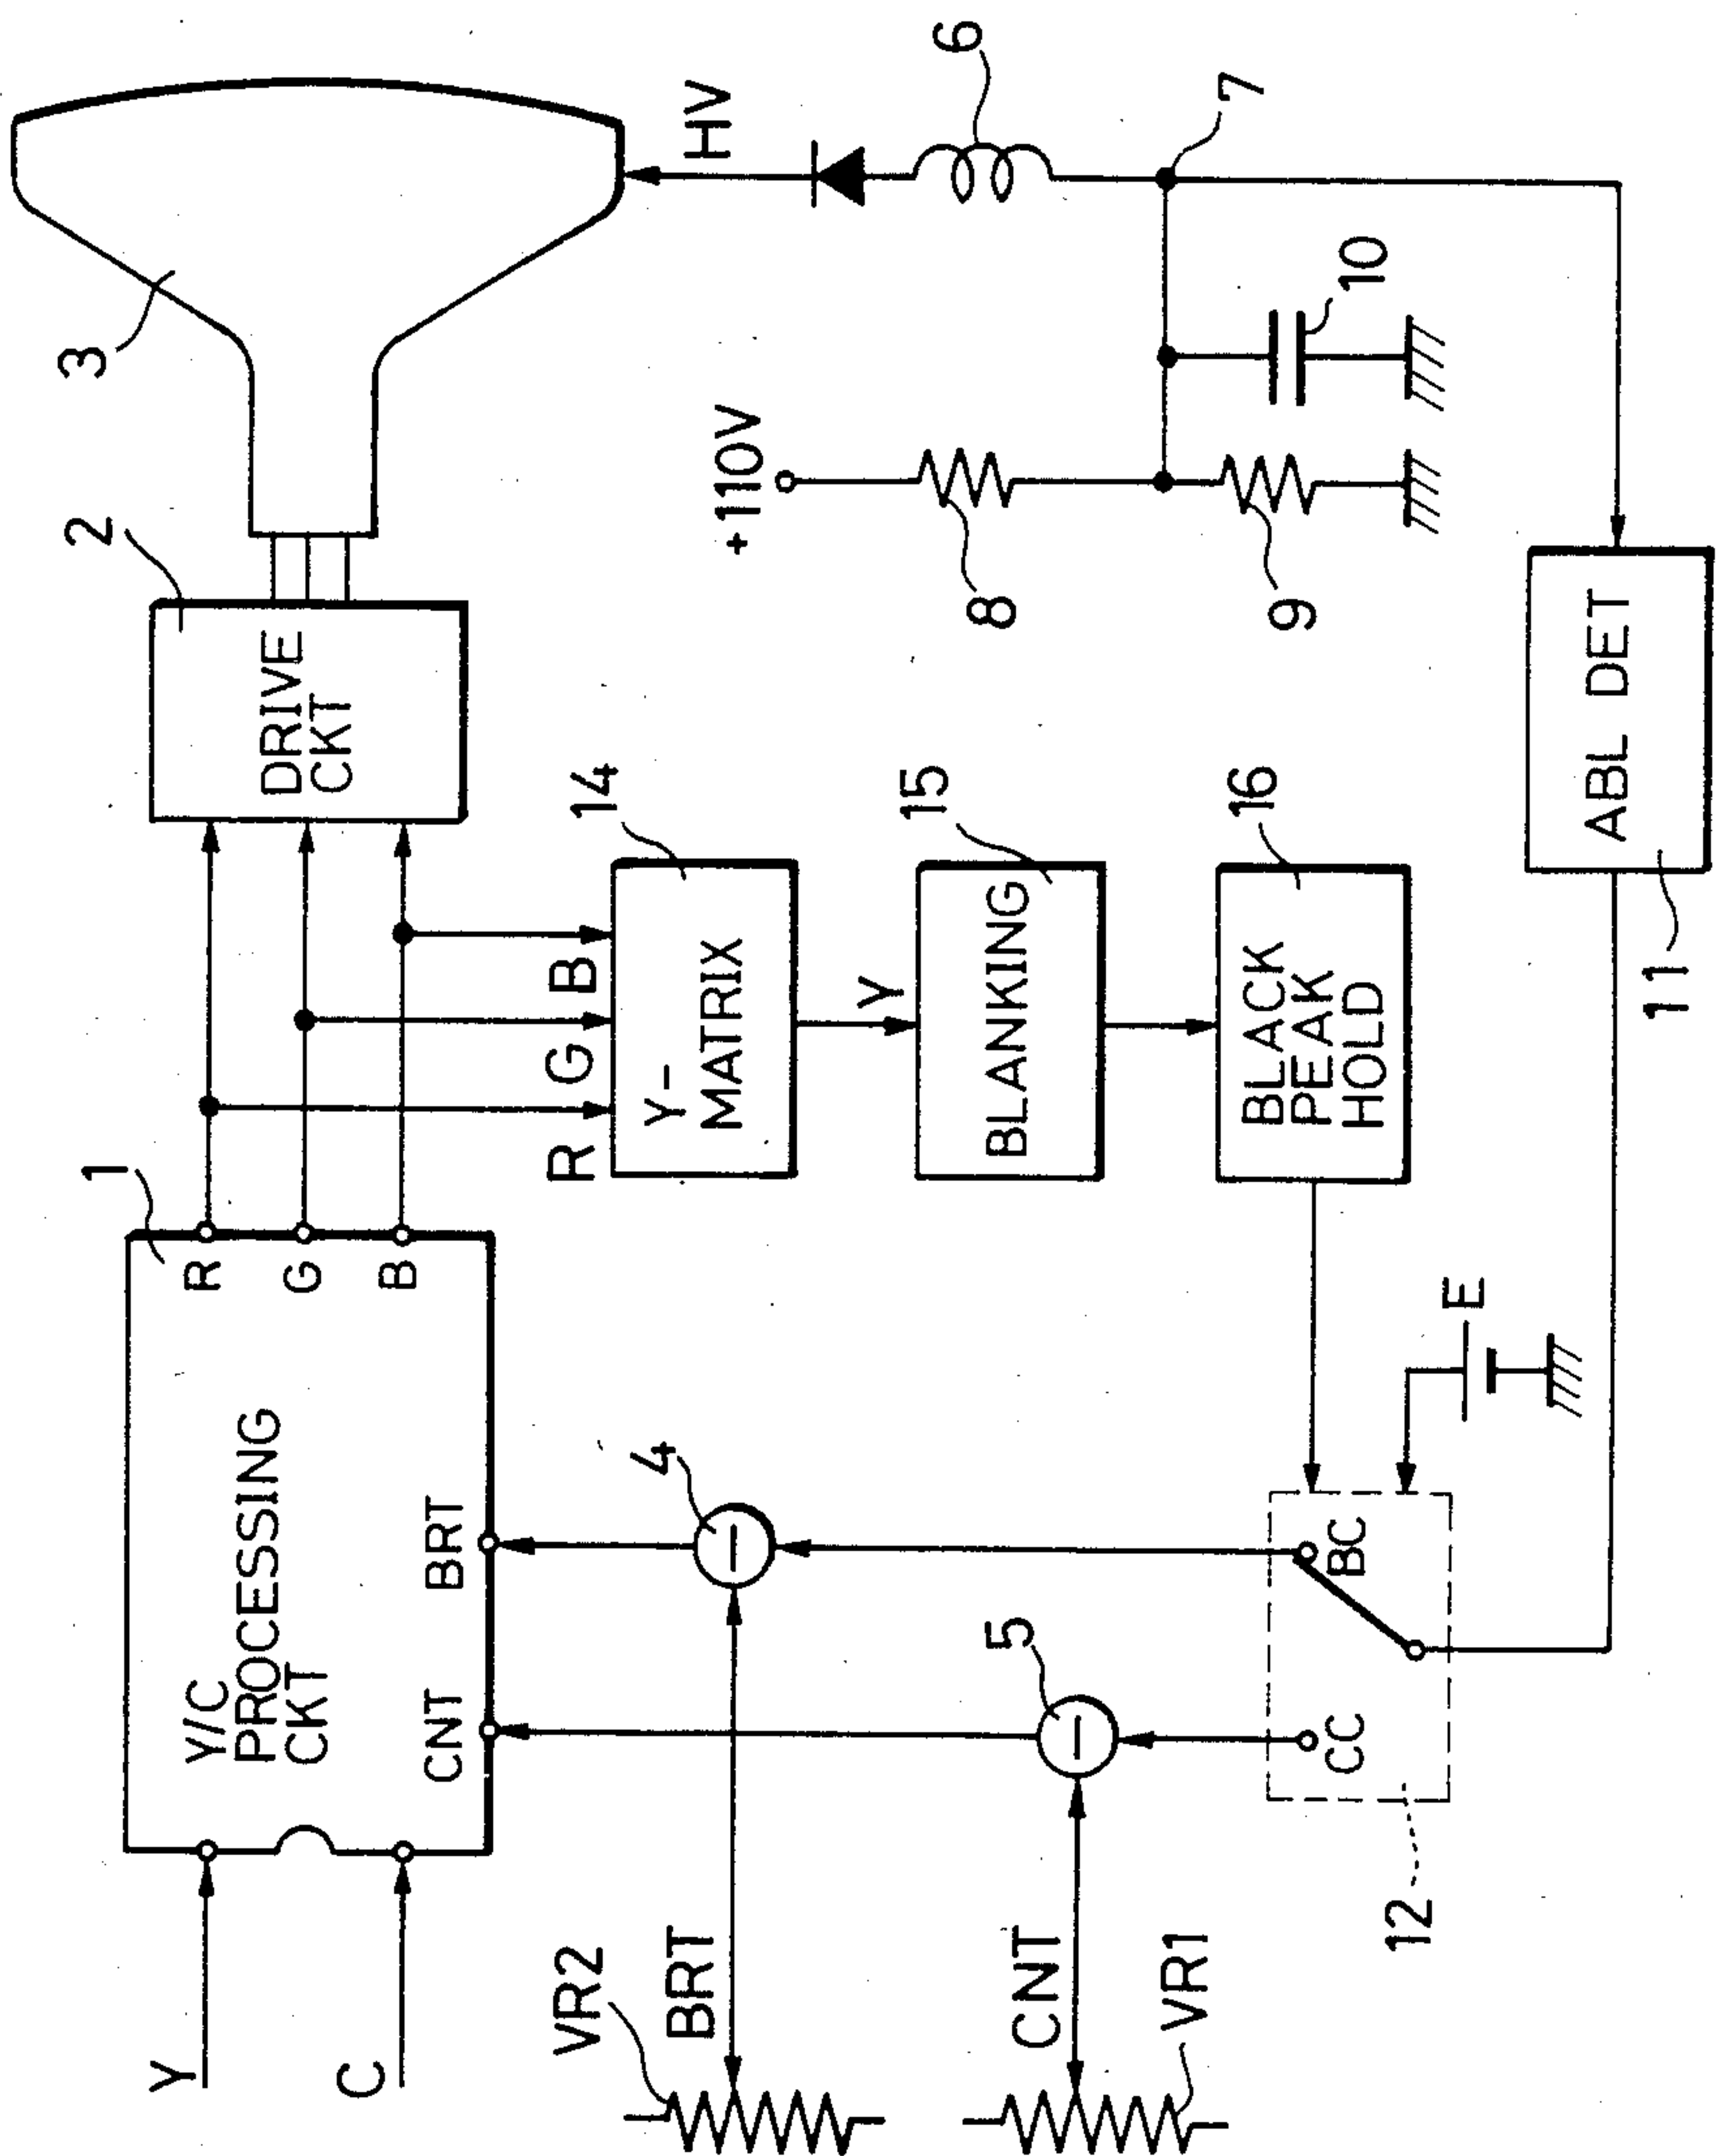 Y
C
1
Y/C
PROCESSING
CKT
R
G
B
CNT
BRT
2
DRIVE
CKT
3
HV
6
7
+110V
8
9
10
R
G
B
14
Y-
MATRIX
Y
15
BLANKING
16
BLACK
PEAK
HOLD
11
ABL DET
VR2
BRT
4
CNT
VR1
5
12
CC
BC
E